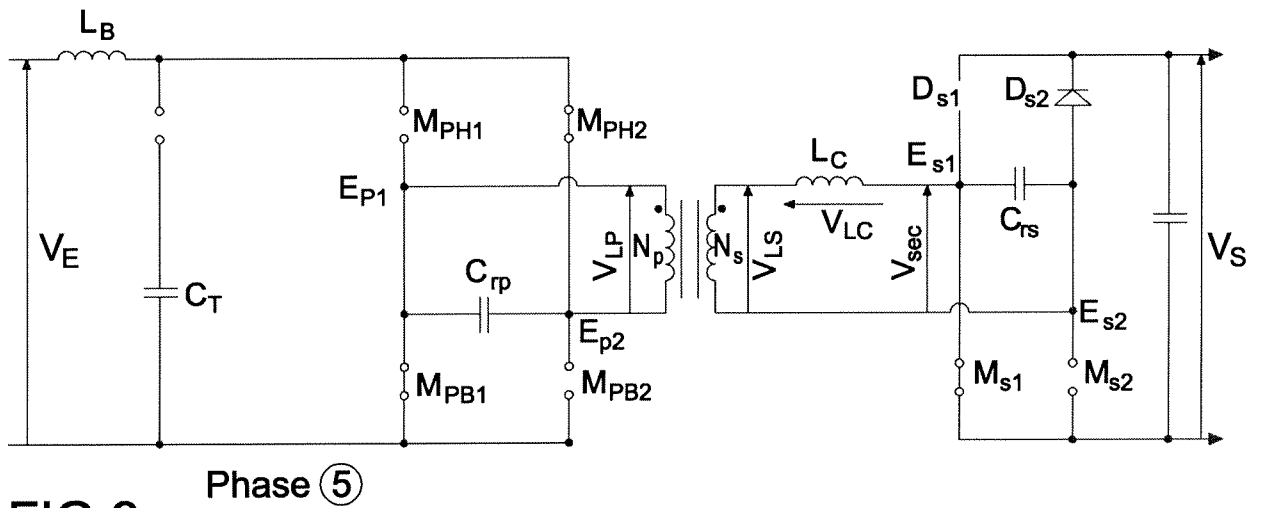 L_B
V_E
C_T
M_PH1
M_PH2
E_P1
C_rp
E_p2
M_PB1
M_PB2
V_LP
N_p
N_s
V_LS
L_C
V_LC
V_sec
E_s1
D_s1
D_s2
C_rs
E_s2
M_s1
M_s2
V_S
Phase ⑤